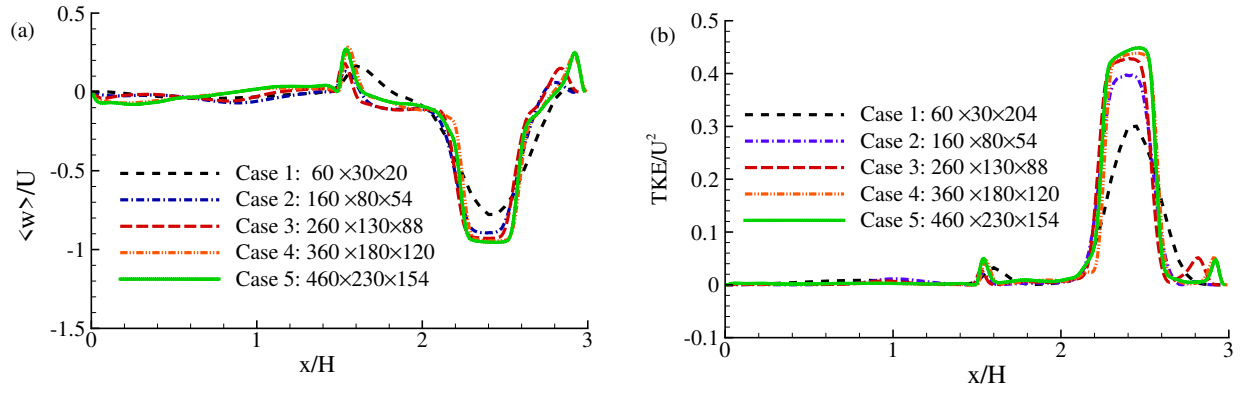 (a)
0.5
0
-0.5
-1
-1.5
<w>/U
Case 1: 60 ×30×20
Case 2: 160 ×80×54
Case 3: 260 ×130×88
Case 4: 360 ×180×120
Case 5: 460×230×154
0 1 2 3
x/H
(b)
0.5
0.4
0.3
0.2
0.1
0
-0.1
TKE/U²
Case 1: 60 ×30×204
Case 2: 160 ×80×54
Case 3: 260 ×130×88
Case 4: 360 ×180×120
Case 5: 460×230×154
0 1 2 3
x/H